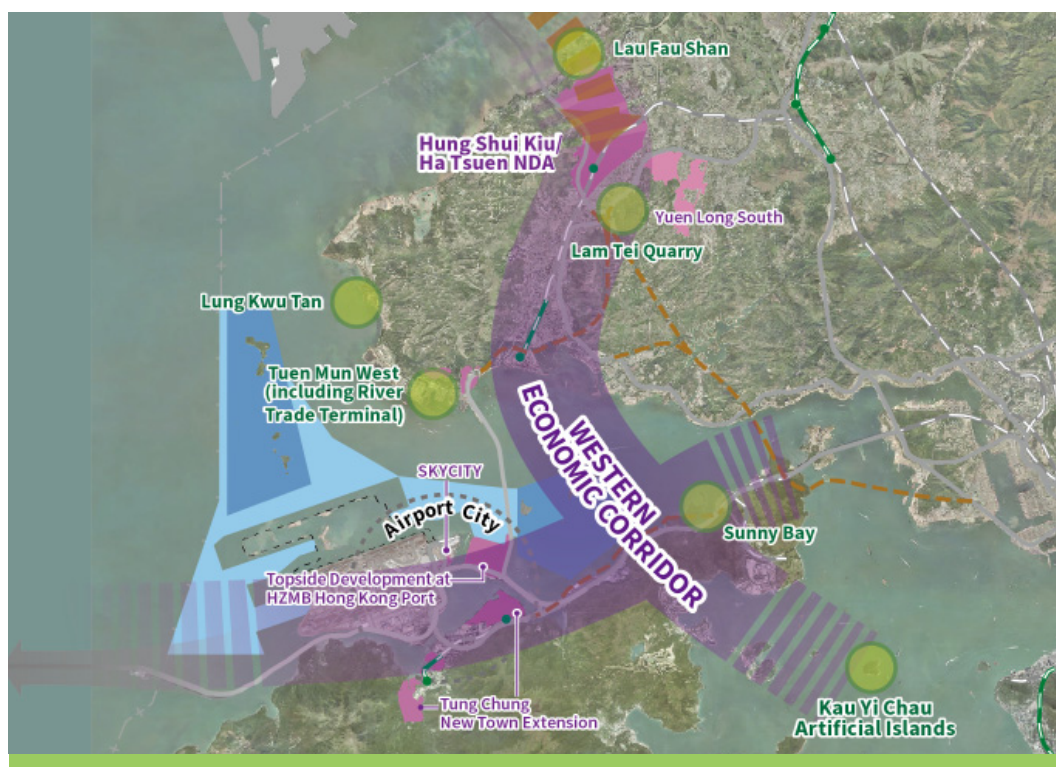 Lau Fau Shan
Hung Shui Kiu/
Ha Tsuen NDA
Yuen Long South
Lam Tei Quarry
Lung Kwu Tan
Tuen Mun West
(including River
Trade Terminal)
WESTERN
ECONOMIC CORRIDOR
SKYCITY
Airport City
Sunny Bay
Topside Development at
HZMB Hong Kong Port
Tung Chung
New Town Extension
Kau Yi Chau
Artificial Islands